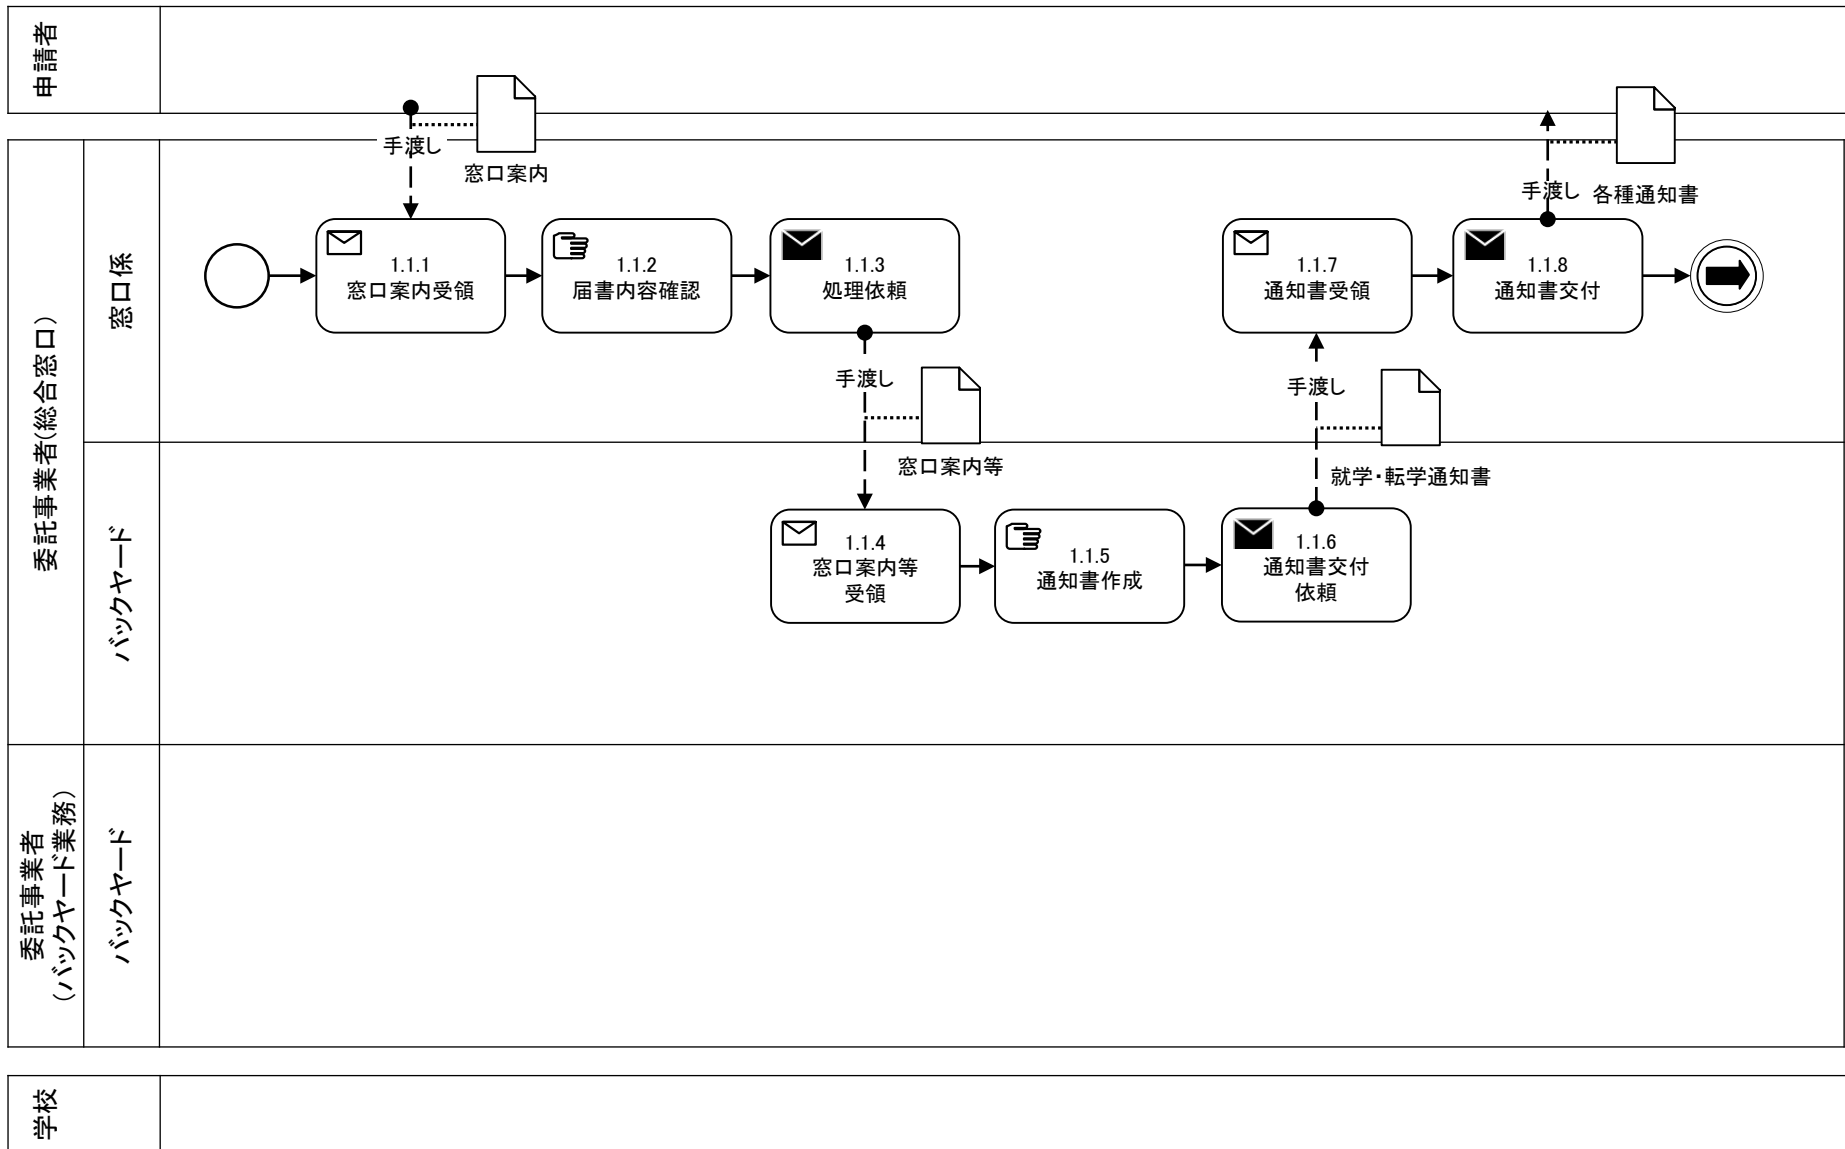 申請者
手渡し
窓口案内
手渡し
各種通知書
委託事業者(総合窓口)
窓口係
1.1.1
窓口案内受領
1.1.2
届書内容確認
1.1.3
処理依頼
1.1.7
通知書受領
1.1.8
通知書交付
手渡し
窓口案内等
手渡し
就学・転学通知書
バックヤード
1.1.4
窓口案内等
受領
1.1.5
通知書作成
1.1.6
通知書交付
依頼
委託事業者
(バックヤード業務)
バックヤード
学校